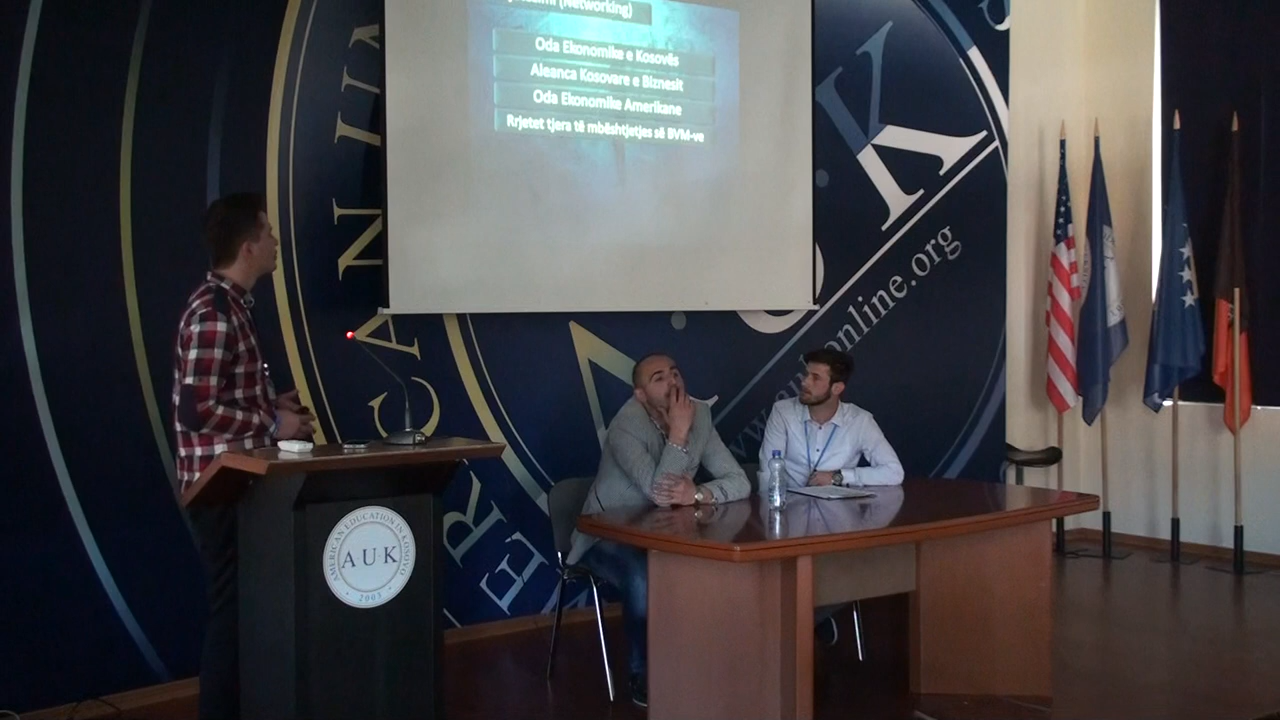 (Networking)
Oda Ekonomike e Kosovës
Aleanca Kosovare e Biznesit
Oda Ekonomike Amerikane
Rrjetet tjera të mbështjetjes së BVM-ve
K
online.org
AMERICAN EDUCATION IN KOSOVO
AUK
2003